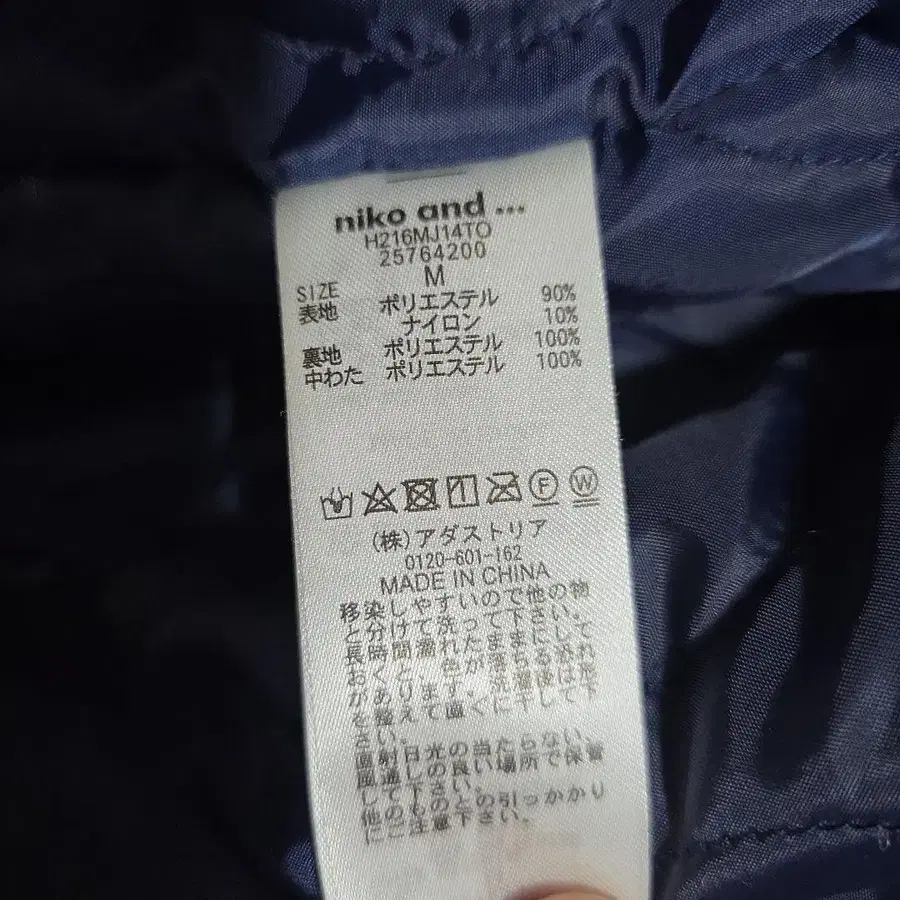 niko and ...
H216MJ14TO
25764200
SIZE M
表地 ポリエステル 90%
ナイロン 10%
裏地 ポリエステル 100%
中わた ポリエステル 100%
F W
(株)アダストリア
0120-601-162
MADE IN CHINA
移染しやすいので他の物
と分けて洗って下さい。
長時間濡れたままにして
おくと、色が落ちる恐れ
があります。洗濯後は形
を整えて直ぐに干して下
さい。
直射日光の当たらない、
風通しの良い場所で保管
して下さい。
他のものとの引っかかり
にご注意下さい。